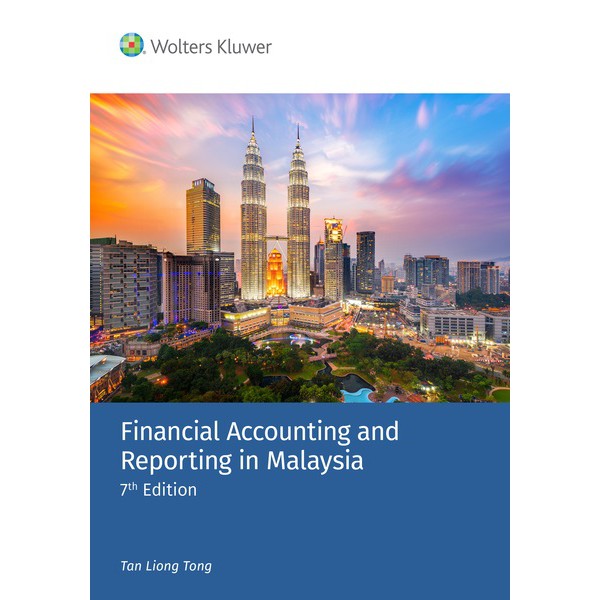 Wolters Kluwer
Financial Accounting and
Reporting in Malaysia
7th Edition
Tan Liong Tong